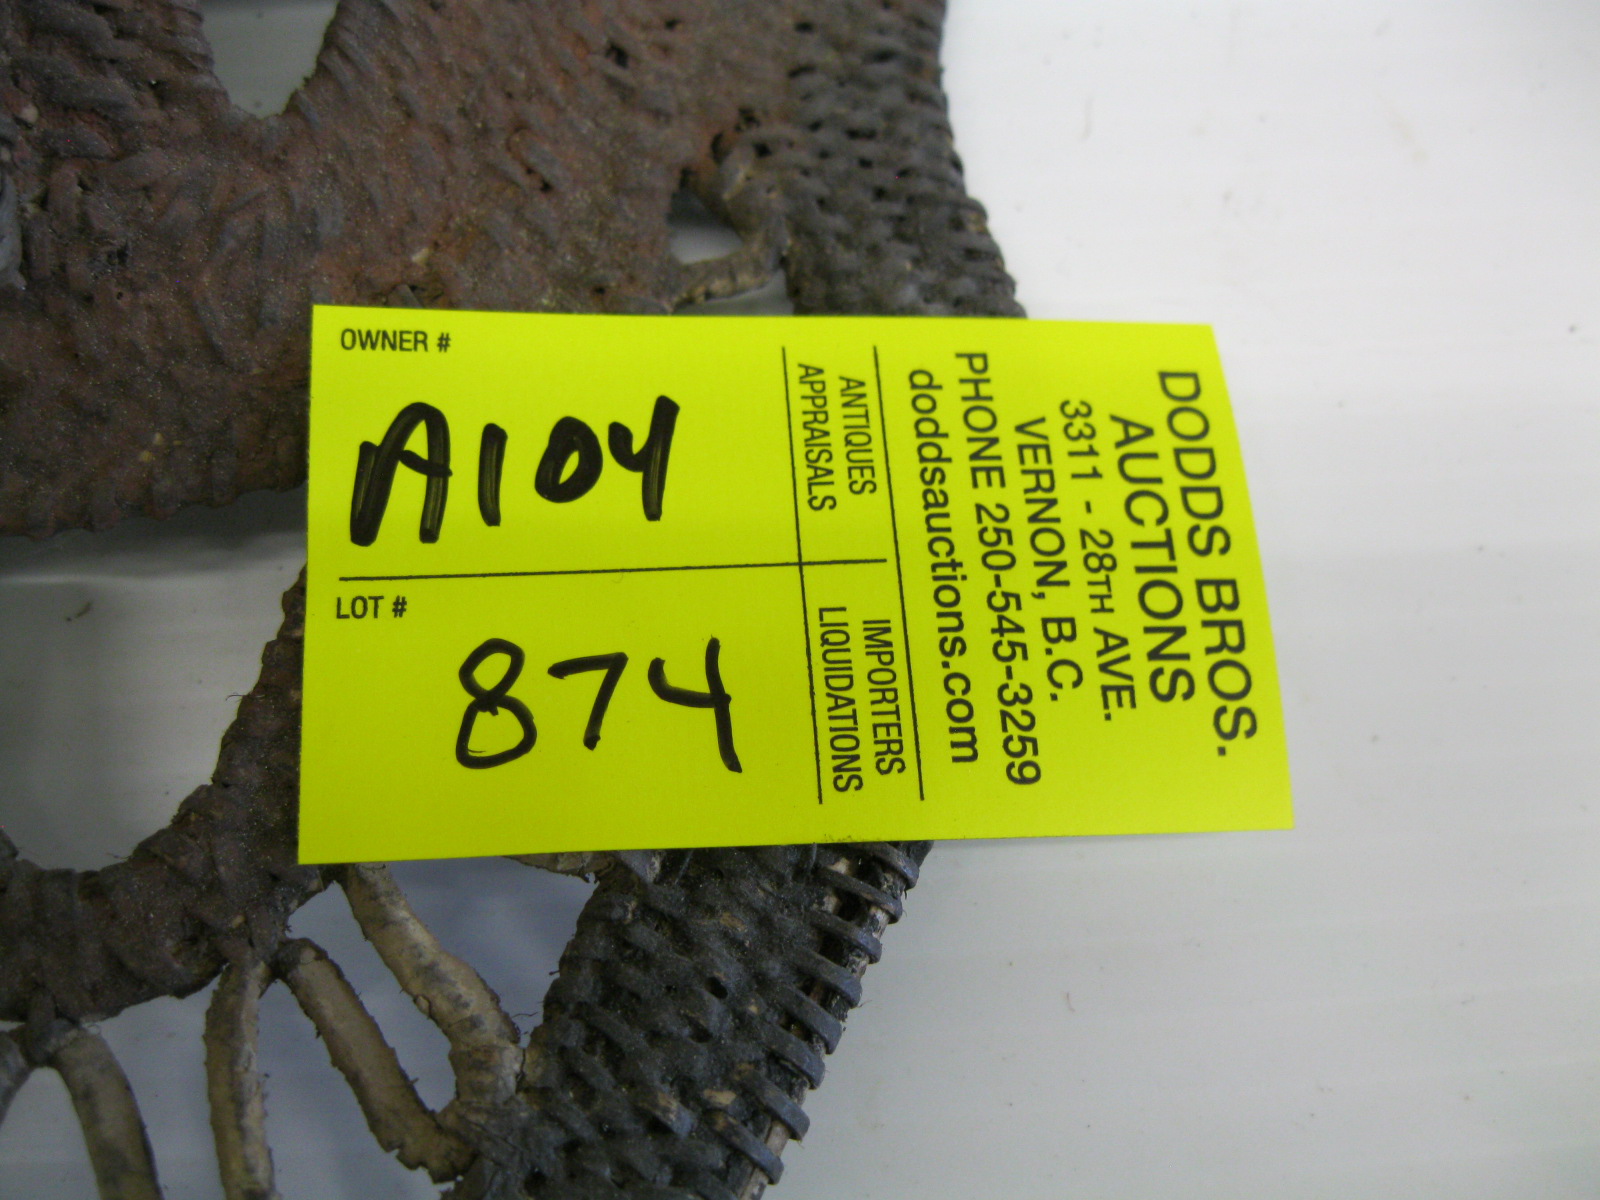 DODDS BROS.
AUCTIONS
3311 - 28TH AVE.
VERNON, B.C.
PHONE 250-545-3259
doddsauctions.com
ANTIQUES
APPRAISALS
IMPORTERS
LIQUIDATIONS
OWNER #
A104
LOT #
874